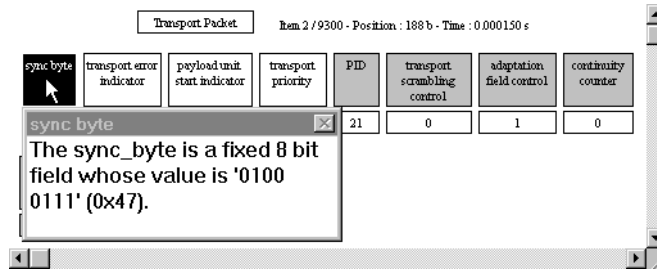 Transport Packet
Item 2 / 9300 - Position : 188 b - Time : 0.000150 s
sync byte
transport error
indicator
payload unit
start indicator
transport
priority
PID
transport
scrambling
control
adaptation
field control
continuity
counter
21
0
1
0
sync byte
The sync_byte is a fixed 8 bit
field whose value is '0100
0111' (0x47).